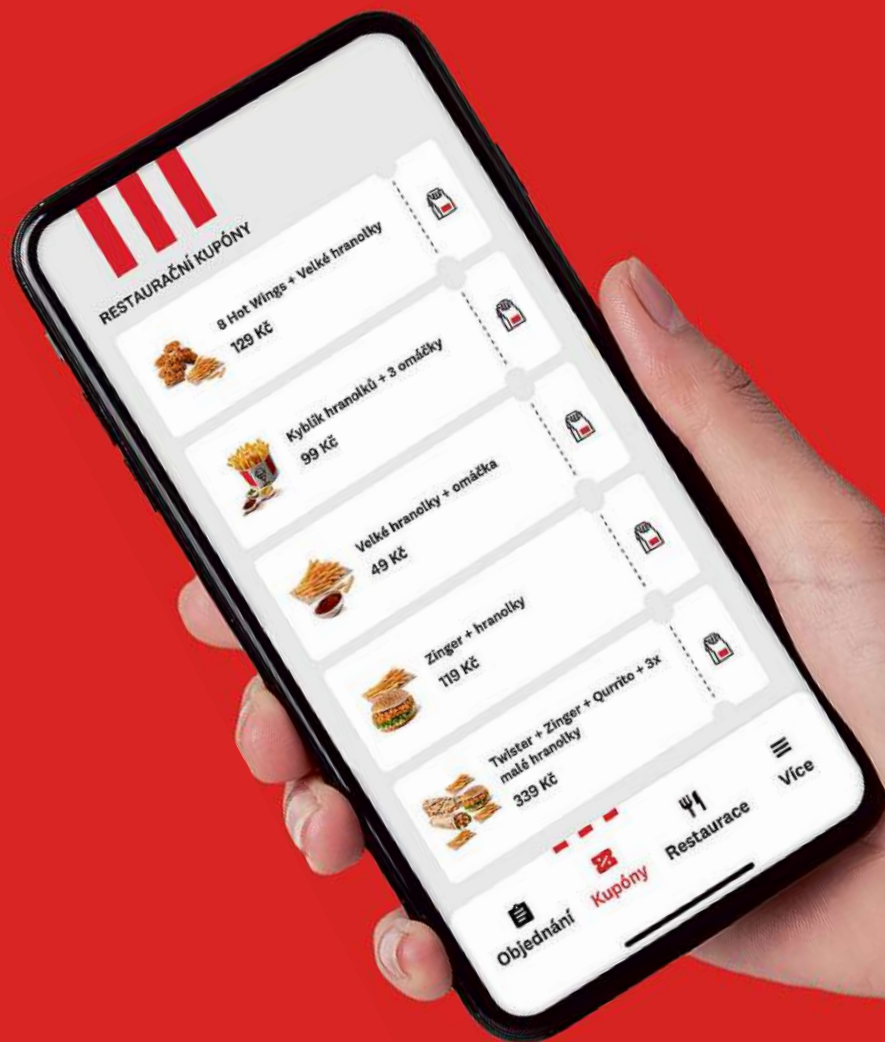 RESTAURAČNÍ KUPÓNY
8 Hot Wings + Velké hranolky
129 Kč
Kyblík hranolků + 3 omáčky
99 Kč
Velké hranolky + omáčka
49 Kč
Zinger + hranolky
119 Kč
Twister + Zinger + Qurrito + 3x
malé hranolky
339 Kč
Objednání
Kupóny
Restaurace
Více